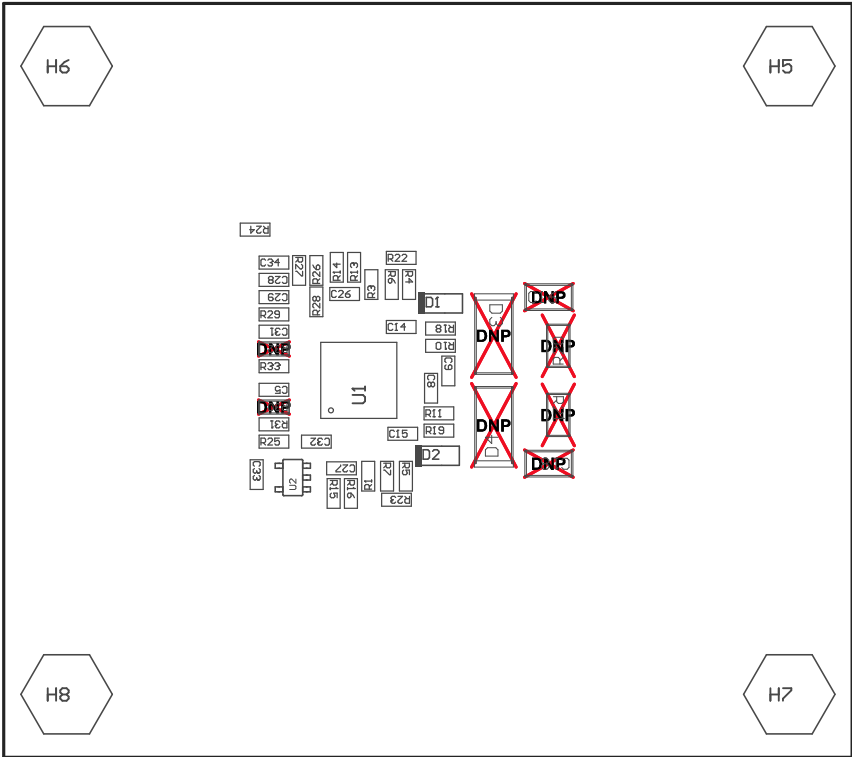 H6
H5
R24
C34
R27
R26
R14
R13
R22
C28
C29
R28
C26
R3
R6
R4
D1
DNP
R29
C31
C14
R18
D3
DNP
DNP
R10
DNP
R33
C9
C8
C5
U1
DNP
R11
DNP
R31
C15
R19
DNP
R25
C32
D2
D4
DNP
C33
U2
C27
R1
R7
R5
R15
R16
R23
H8
H7